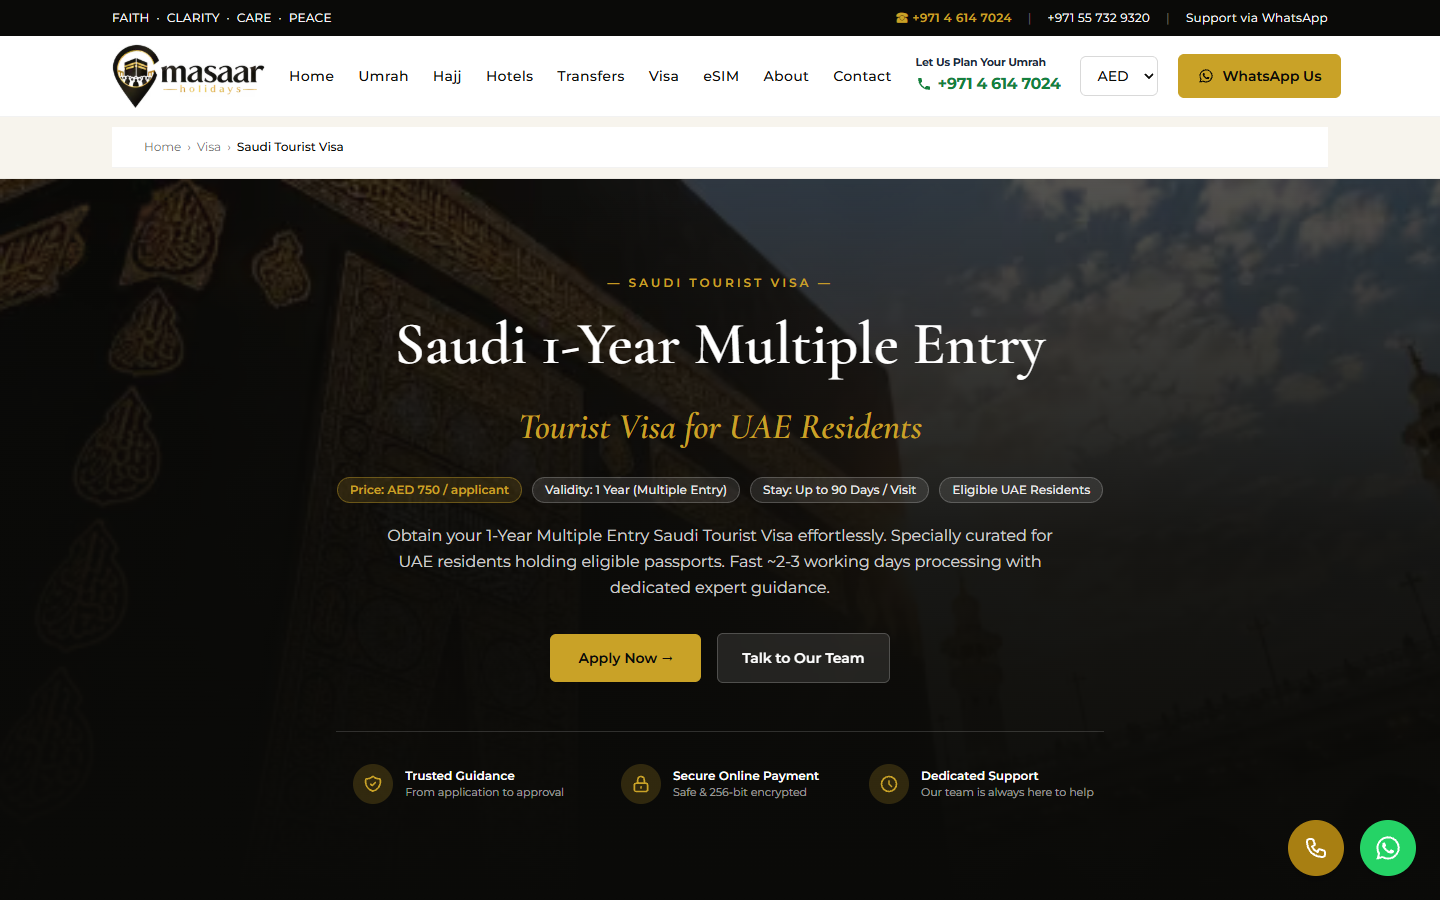 FAITH · CLARITY · CARE · PEACE
☎ +971 4 614 7024 | +971 55 732 9320 | Support via WhatsApp
masaar
holidays
Home Umrah Hajj Hotels Transfers Visa eSIM About Contact
Let Us Plan Your Umrah
+971 4 614 7024
AED
WhatsApp Us
Home › Visa › Saudi Tourist Visa
— SAUDI TOURIST VISA —
Saudi 1-Year Multiple Entry
Tourist Visa for UAE Residents
Price: AED 750 / applicant
Validity: 1 Year (Multiple Entry)
Stay: Up to 90 Days / Visit
Eligible UAE Residents
Obtain your 1-Year Multiple Entry Saudi Tourist Visa effortlessly. Specially curated for
UAE residents holding eligible passports. Fast ~2-3 working days processing with
dedicated expert guidance.
Apply Now →
Talk to Our Team
Trusted Guidance
From application to approval
Secure Online Payment
Safe & 256-bit encrypted
Dedicated Support
Our team is always here to help